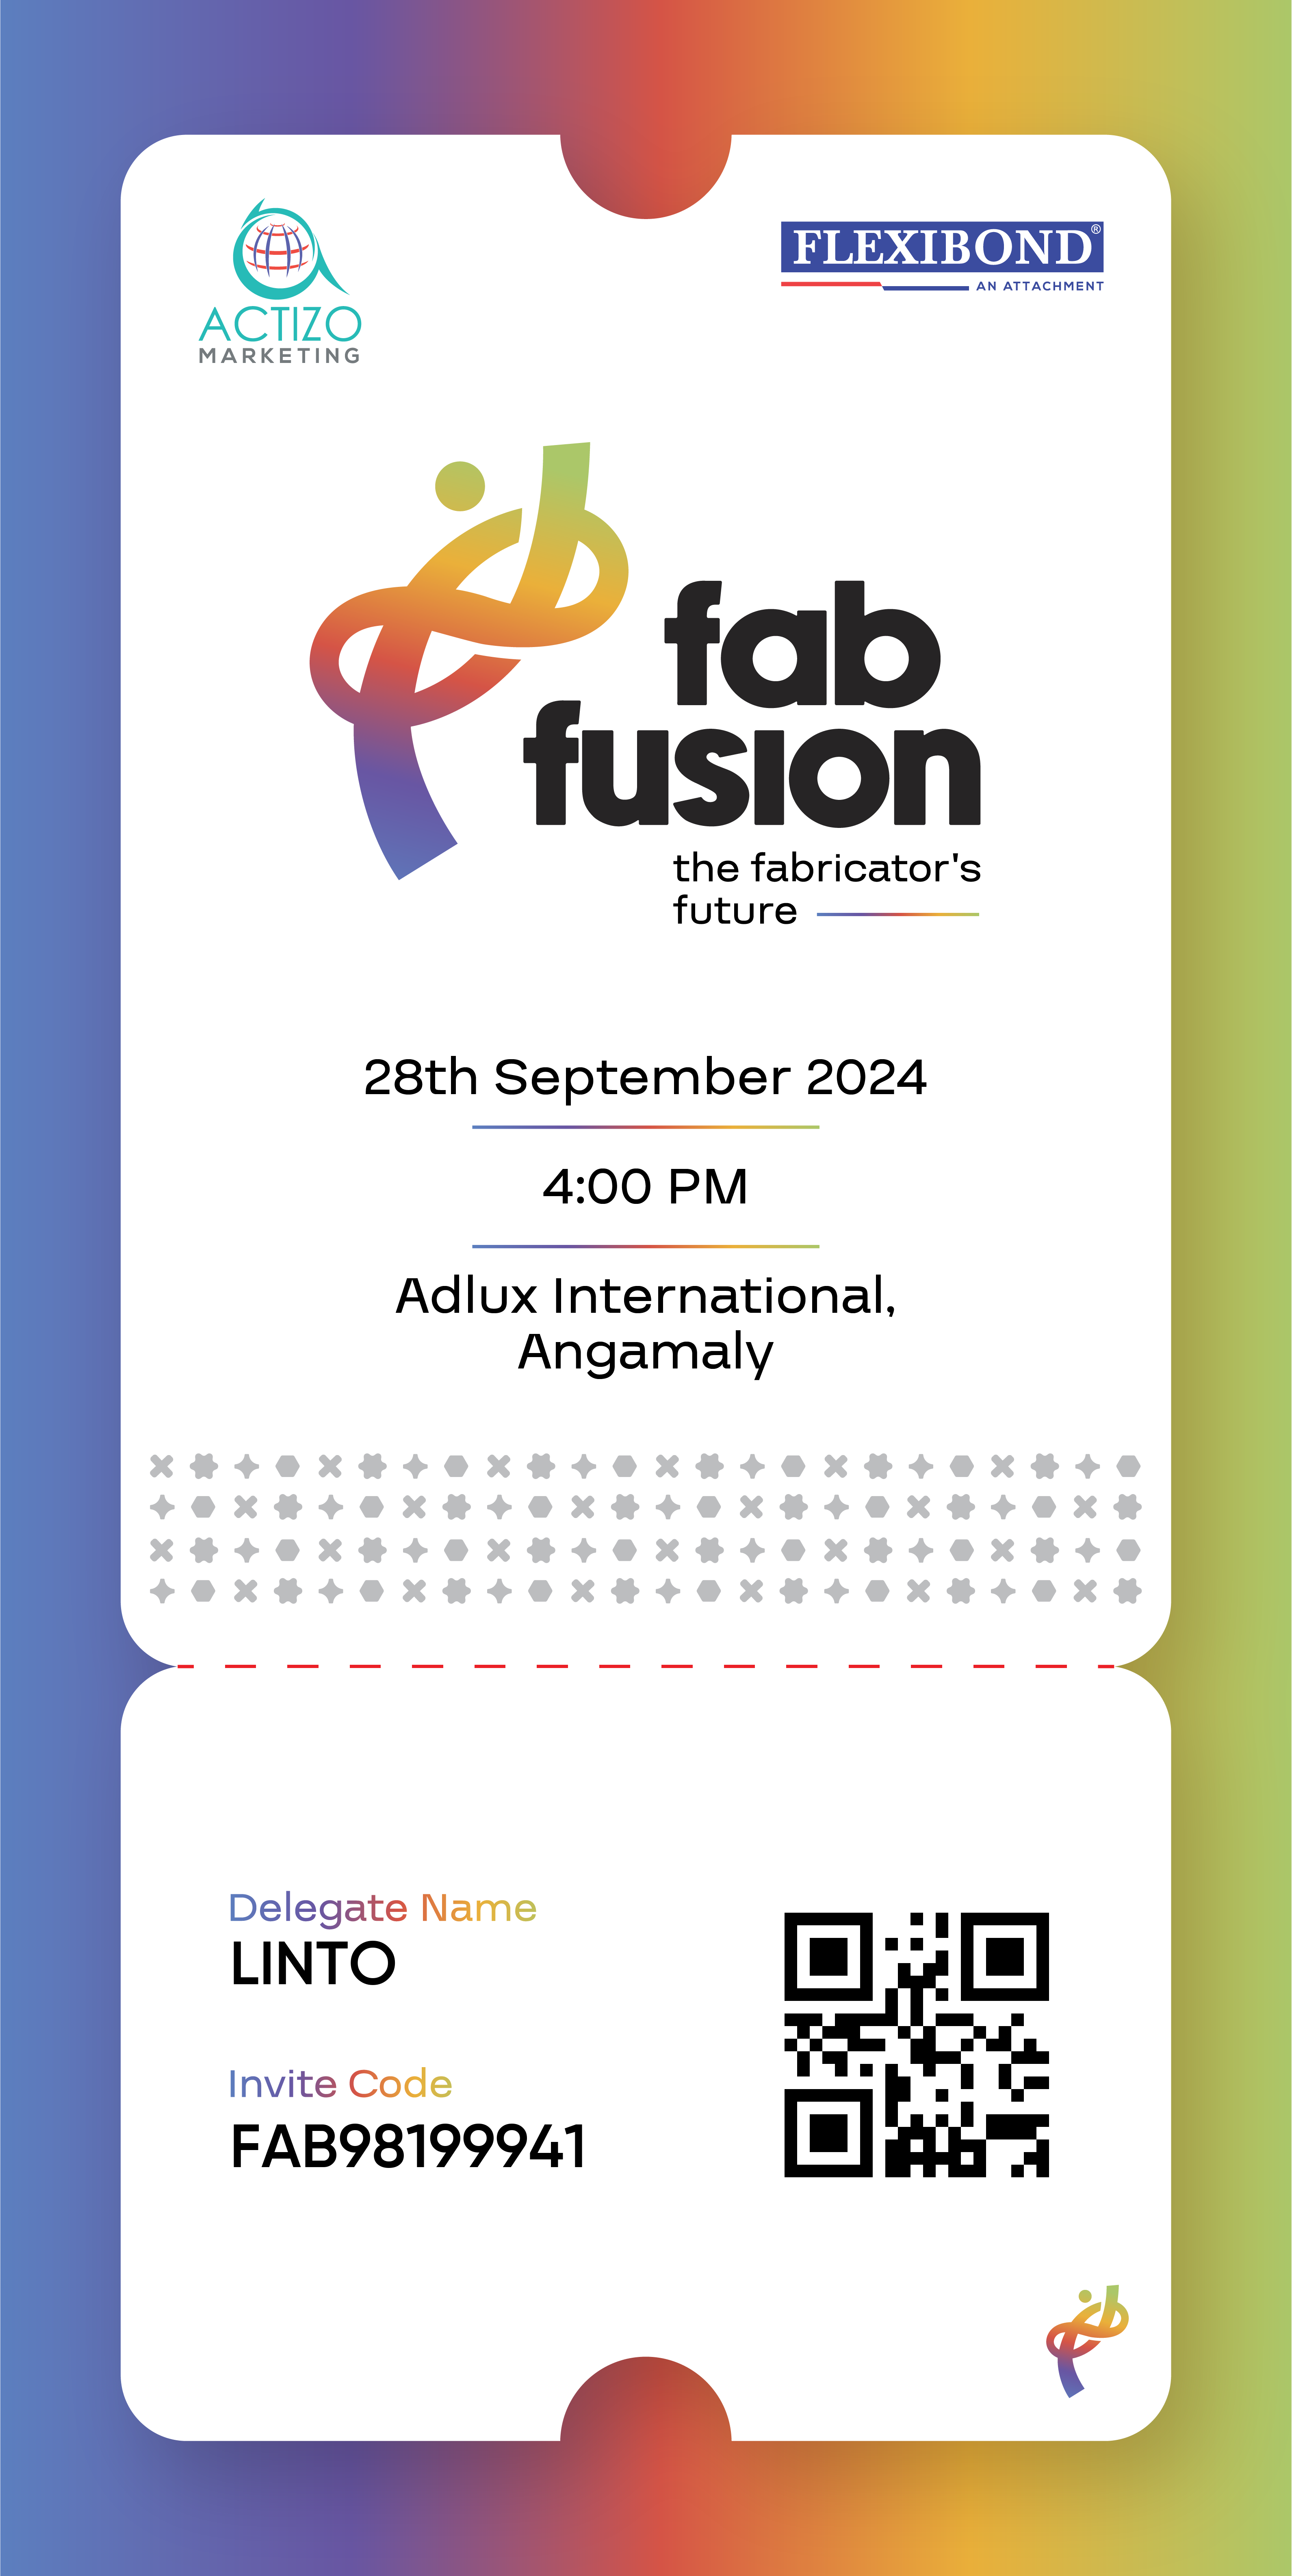 ACTIZO
MARKETING
FLEXIBOND®
AN ATTACHMENT
fab
fusion
the fabricator's
future
28th September 2024
4:00 PM
Adlux International,
Angamaly
Delegate Name
LINTO
Invite Code
FAB98199941